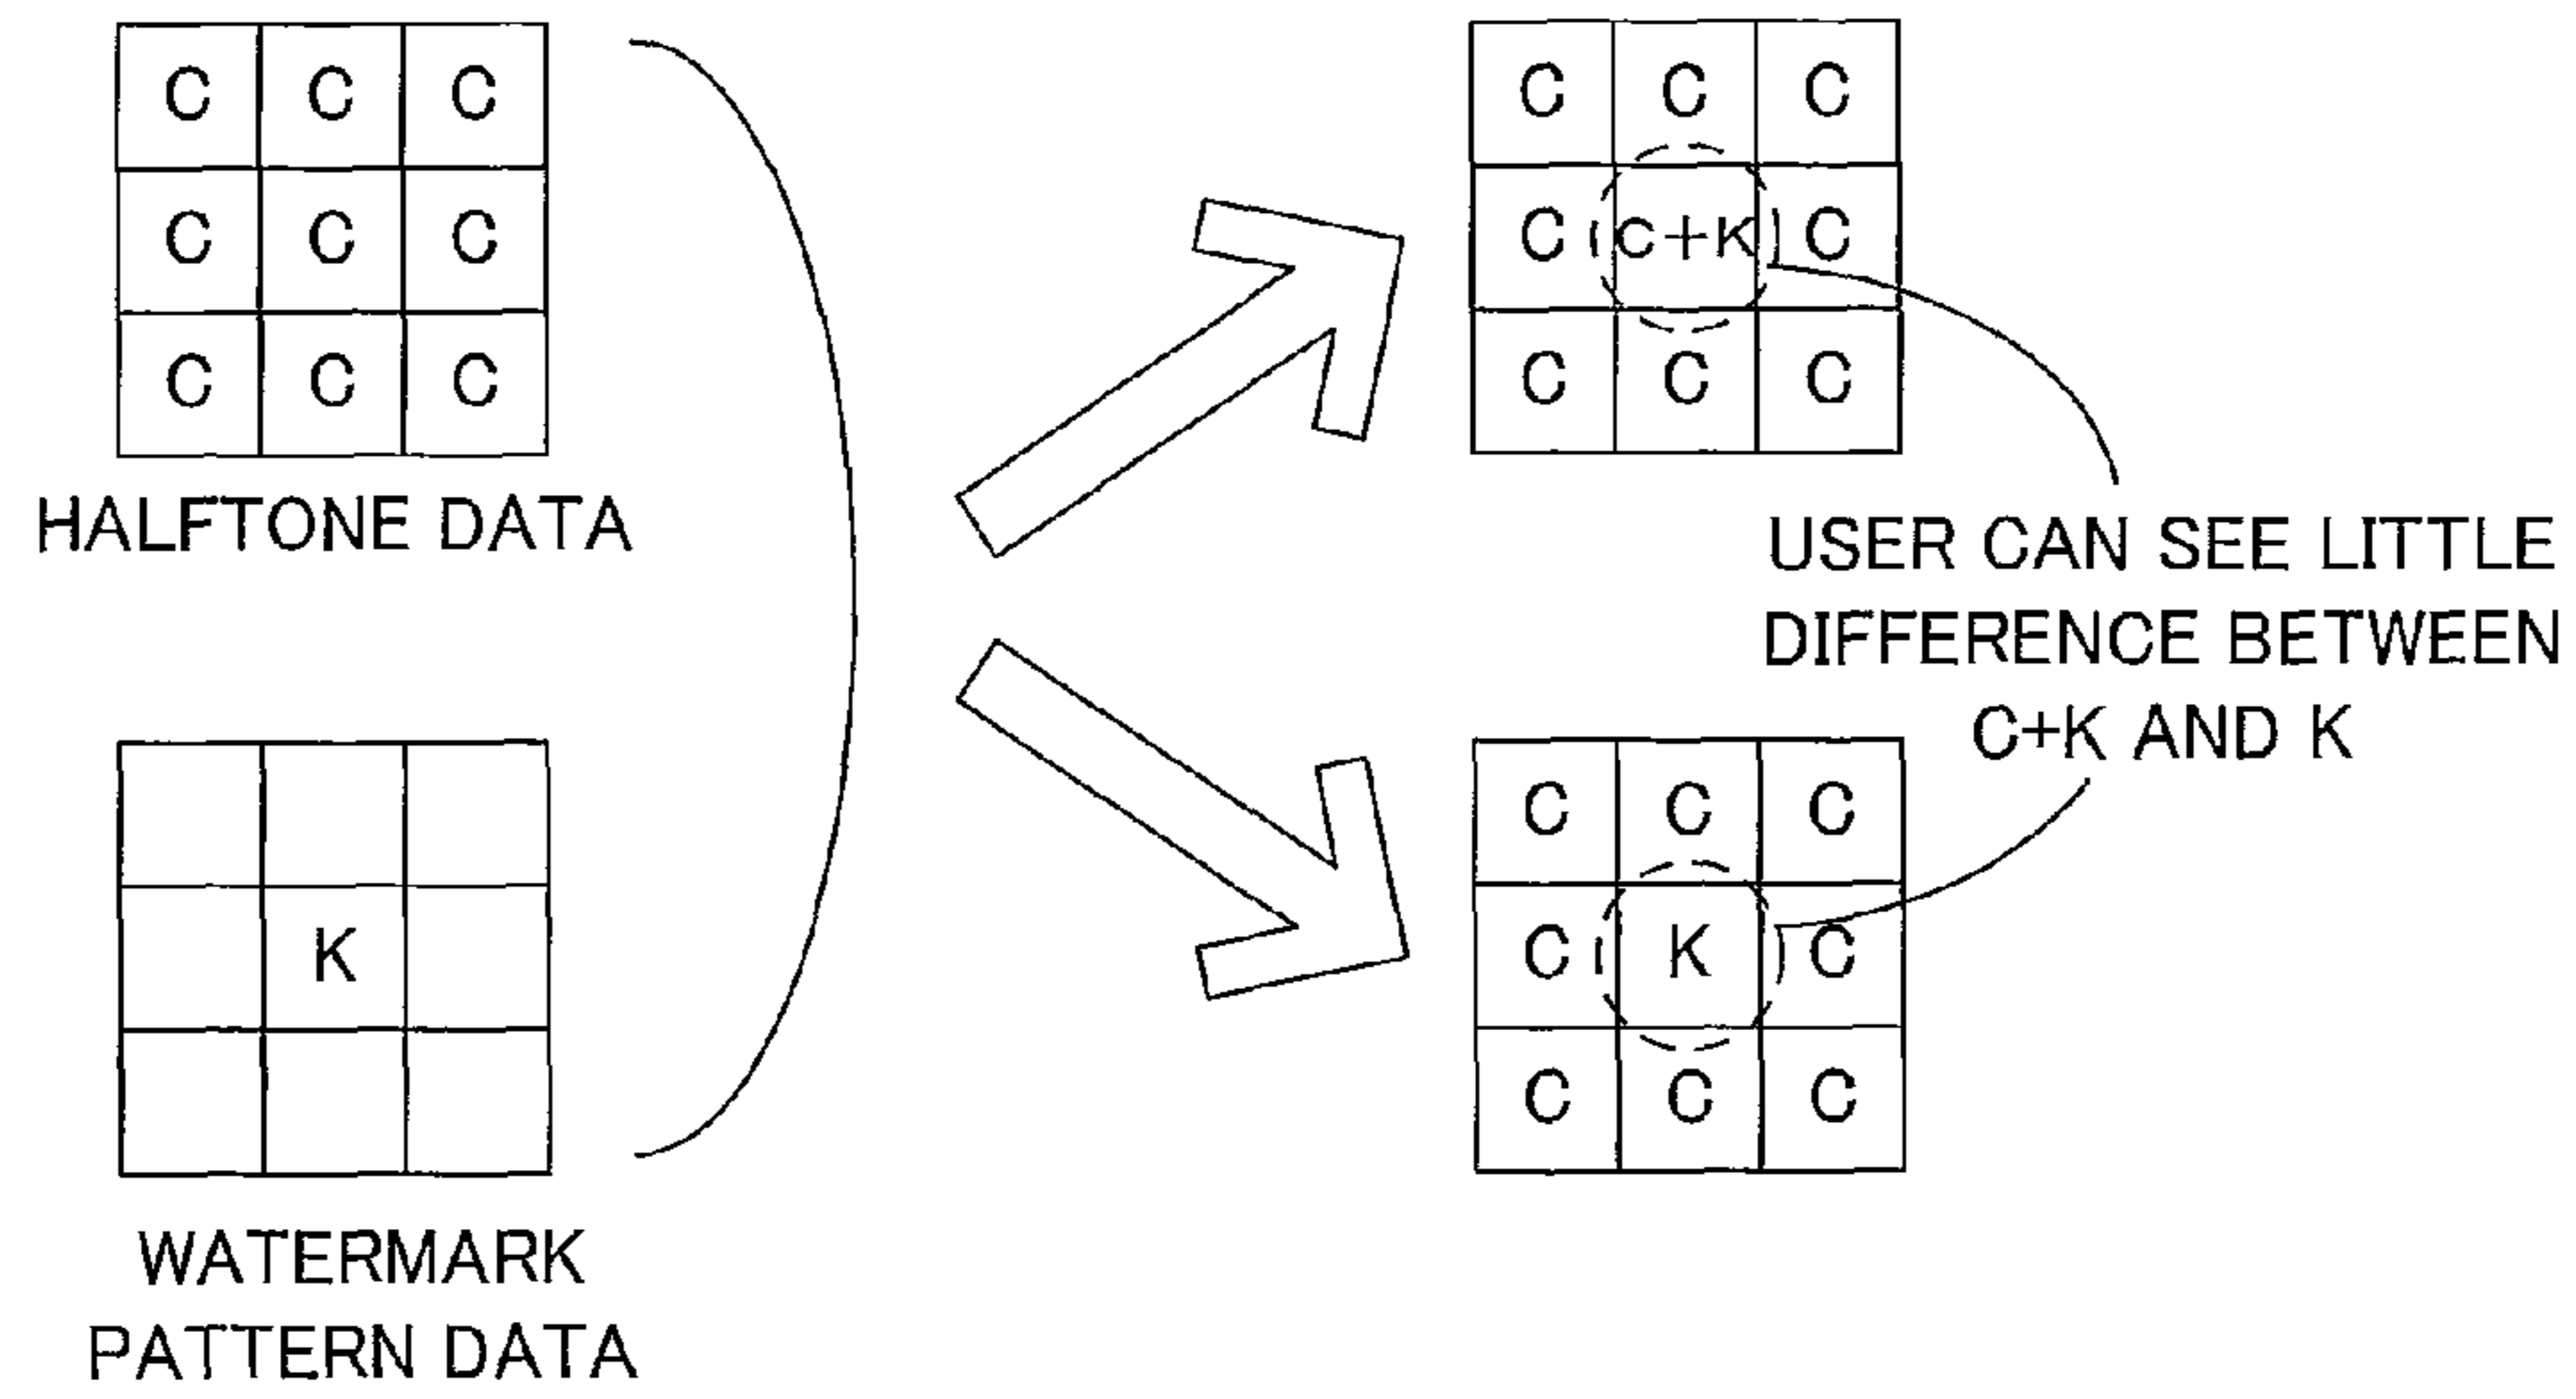 C C C
C C C
C C C
HALFTONE DATA
K
WATERMARK
PATTERN DATA
C C C
C C+K C
C C C
USER CAN SEE LITTLE
DIFFERENCE BETWEEN
C+K AND K
C C C
C K C
C C C